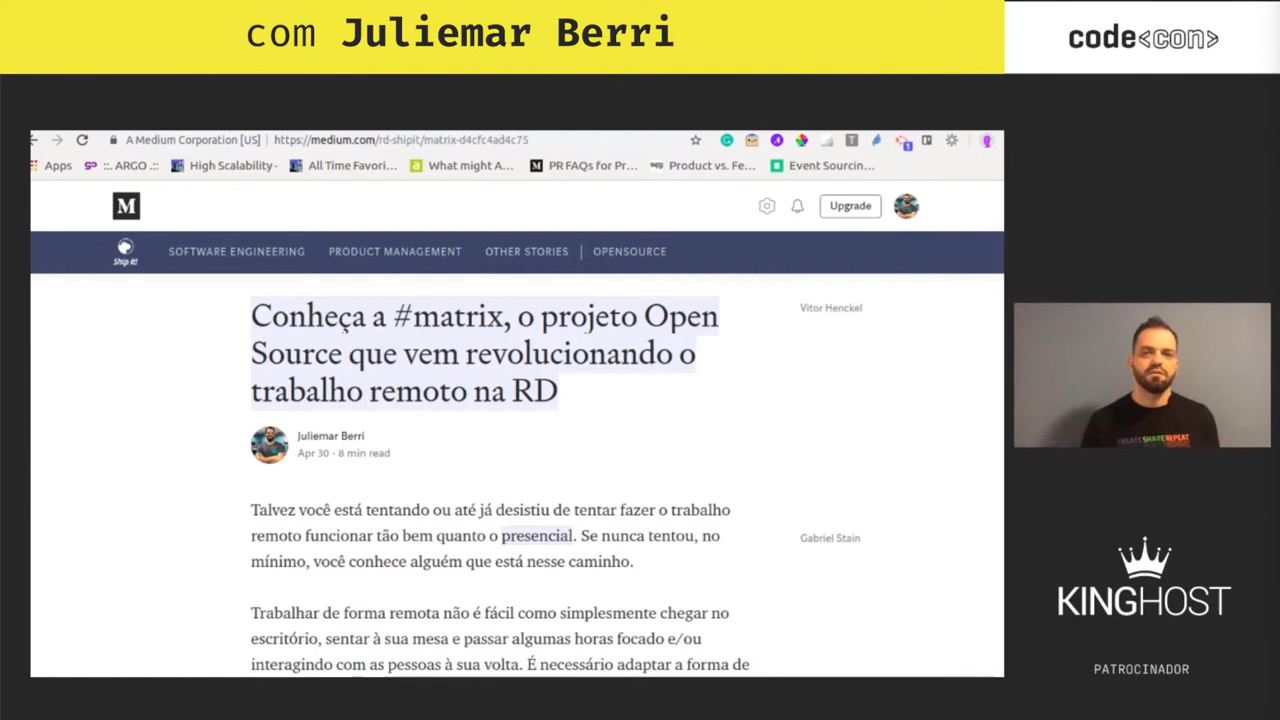 com Juliemar Berri
code<con>
A Medium Corporation [US] | https://medium.com/rd-shipit/matrix-d4cfc4ad4c75
Apps
::. ARGO .::
High Scalability -
All Time Favori...
What might A...
PR FAQs for Pr...
Product vs. Fe...
Event Sourcin...
M
Upgrade
Ship it!
SOFTWARE ENGINEERING PRODUCT MANAGEMENT OTHER STORIES | OPENSOURCE
Conheça a #matrix, o projeto Open
Source que vem revolucionando o
trabalho remoto na RD
Vitor Henckel
Juliemar Berri
Apr 30 · 8 min read
Talvez você está tentando ou até já desistiu de tentar fazer o trabalho
remoto funcionar tão bem quanto o presencial. Se nunca tentou, no
mínimo, você conhece alguém que está nesse caminho.
Gabriel Stain
Trabalhar de forma remota não é fácil como simplesmente chegar no
escritório, sentar à sua mesa e passar algumas horas focado e/ou
interagindo com as pessoas à sua volta. É necessário adaptar a forma de
CREATE SHARE REPEAT
KINGHOST
PATROCINADOR